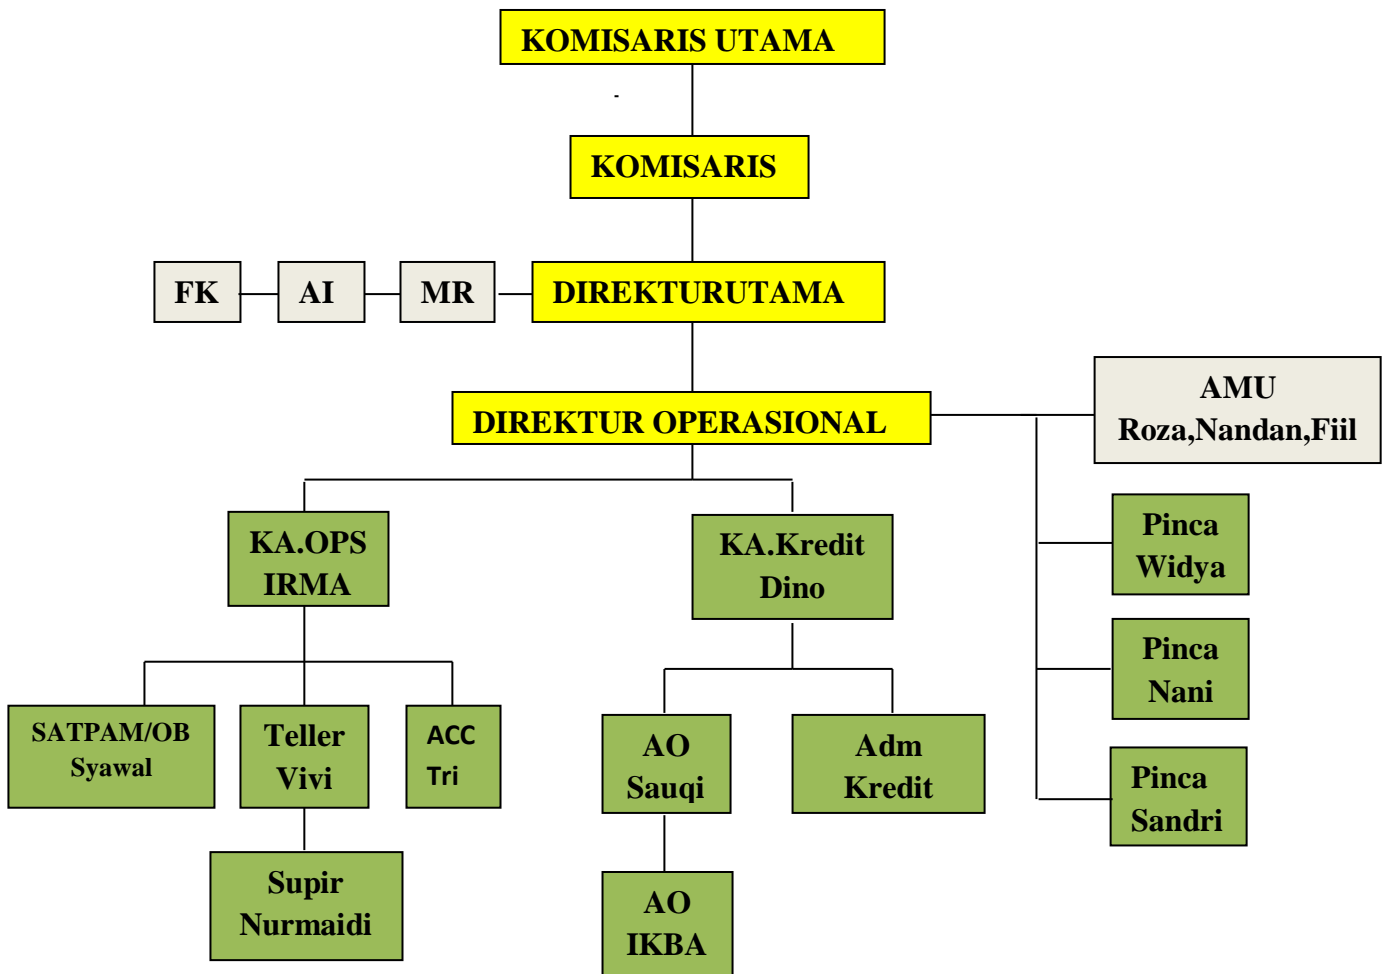 KOMISARIS UTAMA
-
KOMISARIS
FK
AI
MR
DIREKTURUTAMA
AMU
Roza,Nandan,Fiil
DIREKTUR OPERASIONAL
KA.OPS
IRMA
KA.Kredit
Dino
Pinca
Widya
Pinca
Nani
SATPAM/OB
Syawal
Teller
Vivi
ACC
Tri
AO
Sauqi
Adm
Kredit
Pinca
Sandri
Supir
Nurmaidi
AO
IKBA